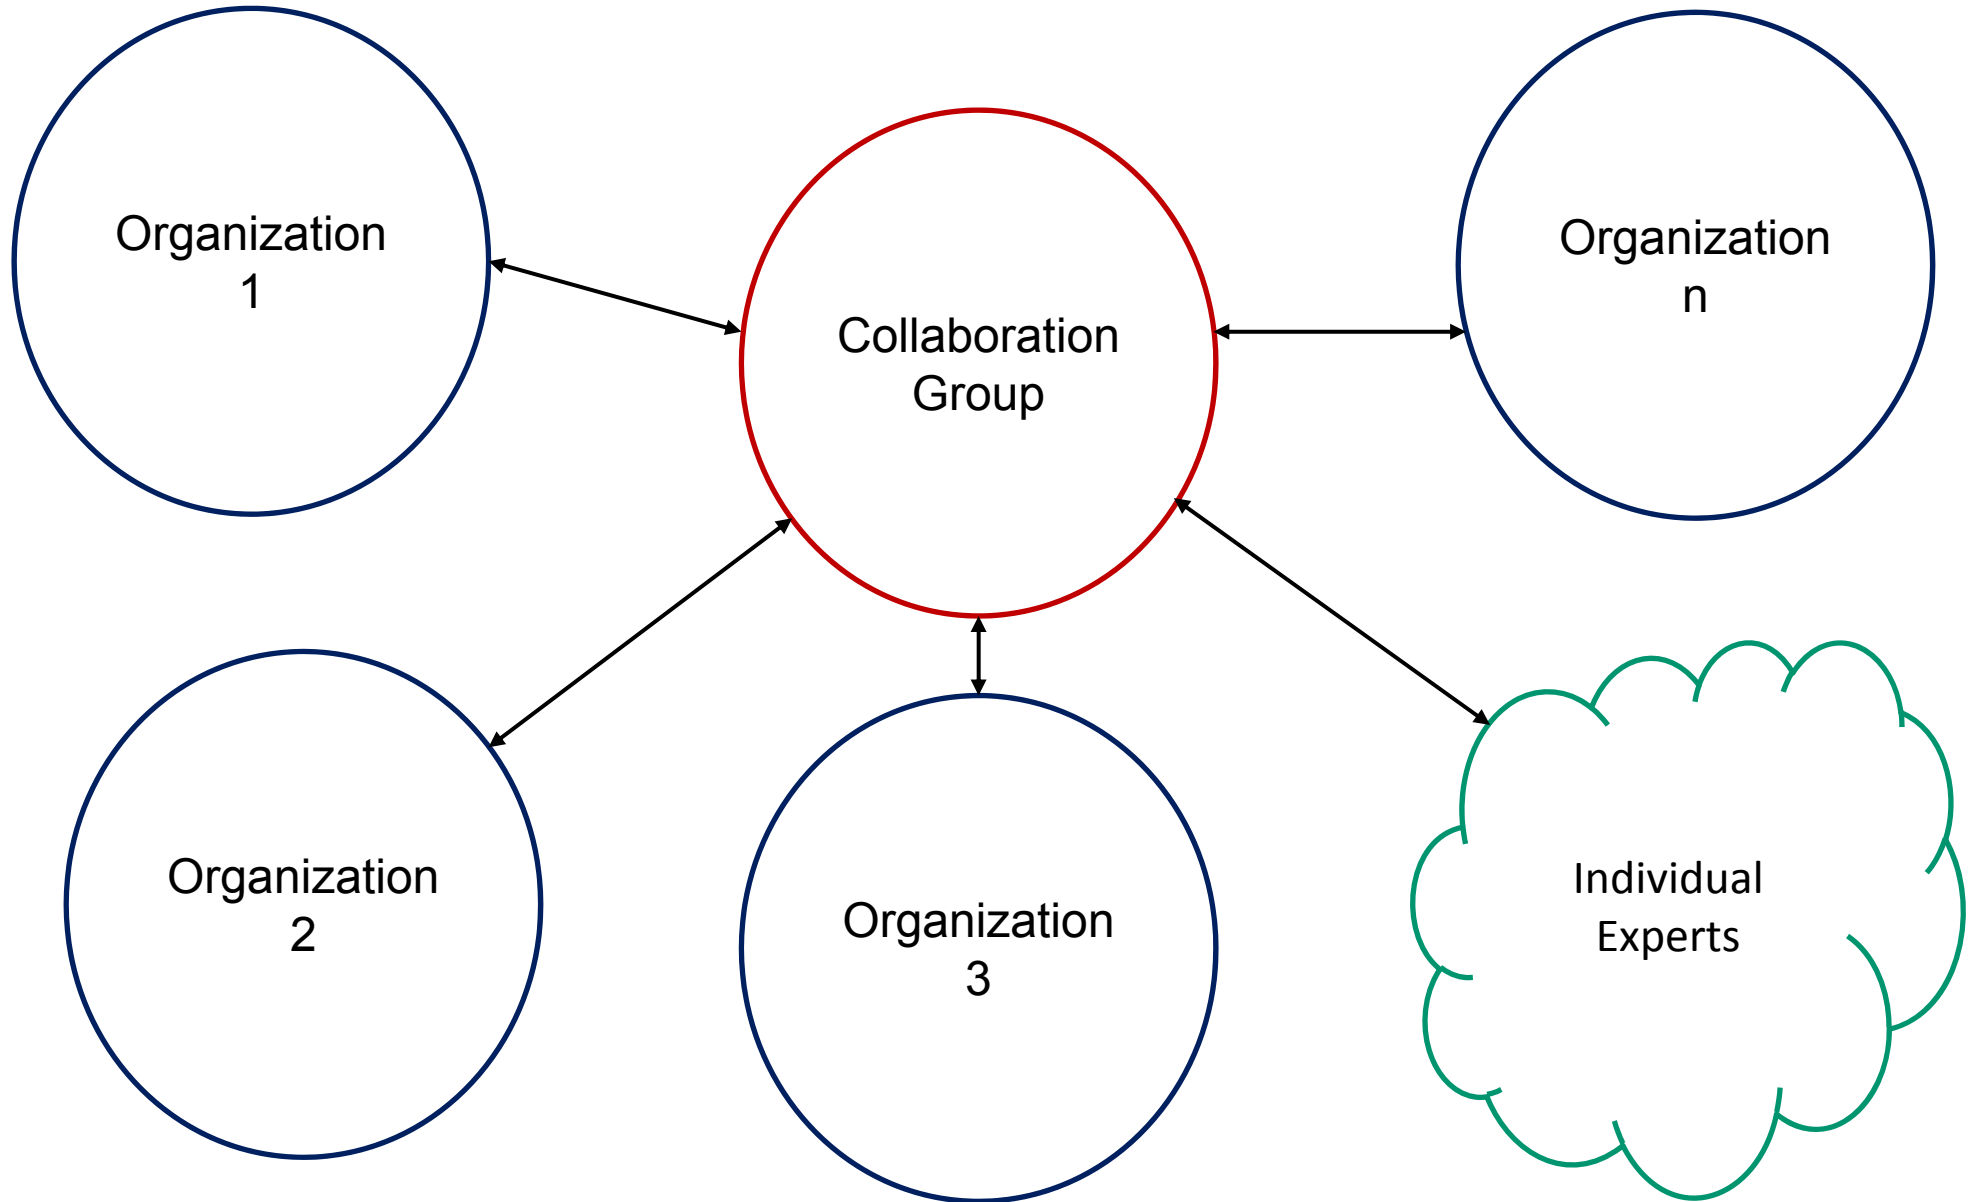 Organization
1
Collaboration
Group
Organization
n
Organization
2
Organization
3
Individual
Experts